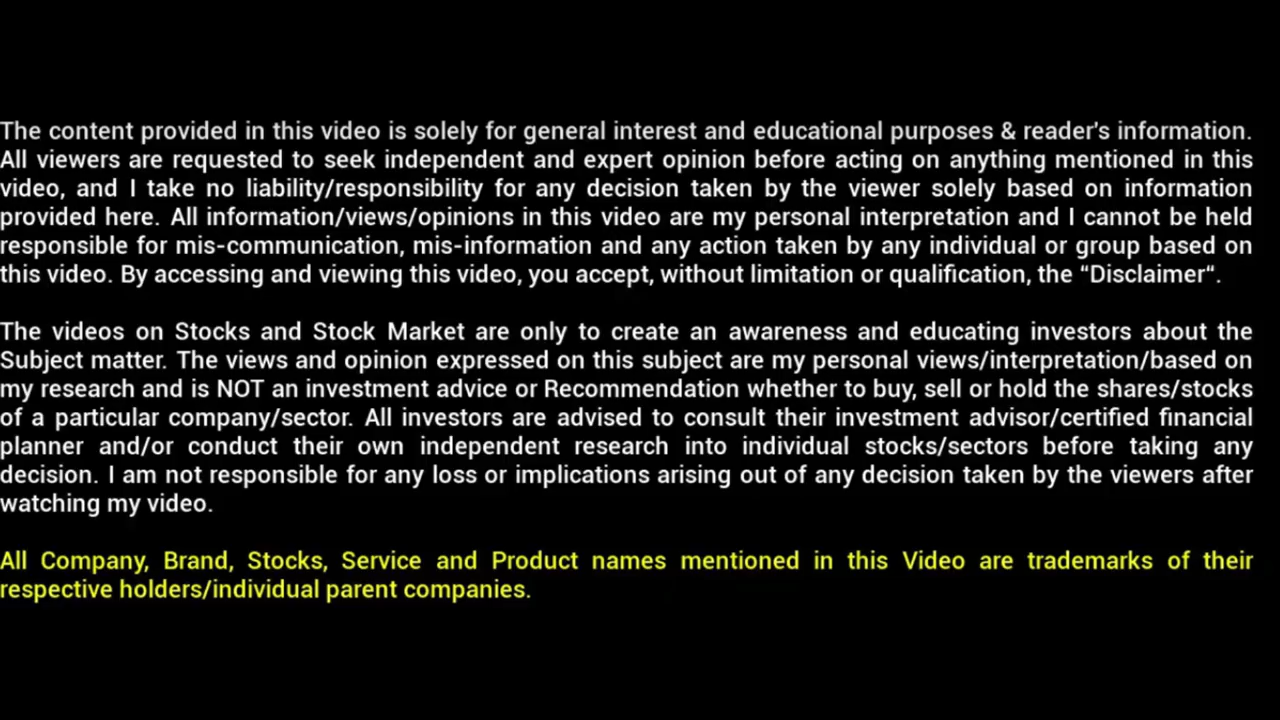 The content provided in this video is solely for general interest and educational purposes & reader's information.
All viewers are requested to seek independent and expert opinion before acting on anything mentioned in this
video, and I take no liability/responsibility for any decision taken by the viewer solely based on information
provided here. All information/views/opinions in this video are my personal interpretation and I cannot be held
responsible for mis-communication, mis-information and any action taken by any individual or group based on
this video. By accessing and viewing this video, you accept, without limitation or qualification, the “Disclaimer“.
The videos on Stocks and Stock Market are only to create an awareness and educating investors about the
Subject matter. The views and opinion expressed on this subject are my personal views/interpretation/based on
my research and is NOT an investment advice or Recommendation whether to buy, sell or hold the shares/stocks
of a particular company/sector. All investors are advised to consult their investment advisor/certified financial
planner and/or conduct their own independent research into individual stocks/sectors before taking any
decision. I am not responsible for any loss or implications arising out of any decision taken by the viewers after
watching my video.
All Company, Brand, Stocks, Service and Product names mentioned in this Video are trademarks of their
respective holders/individual parent companies.